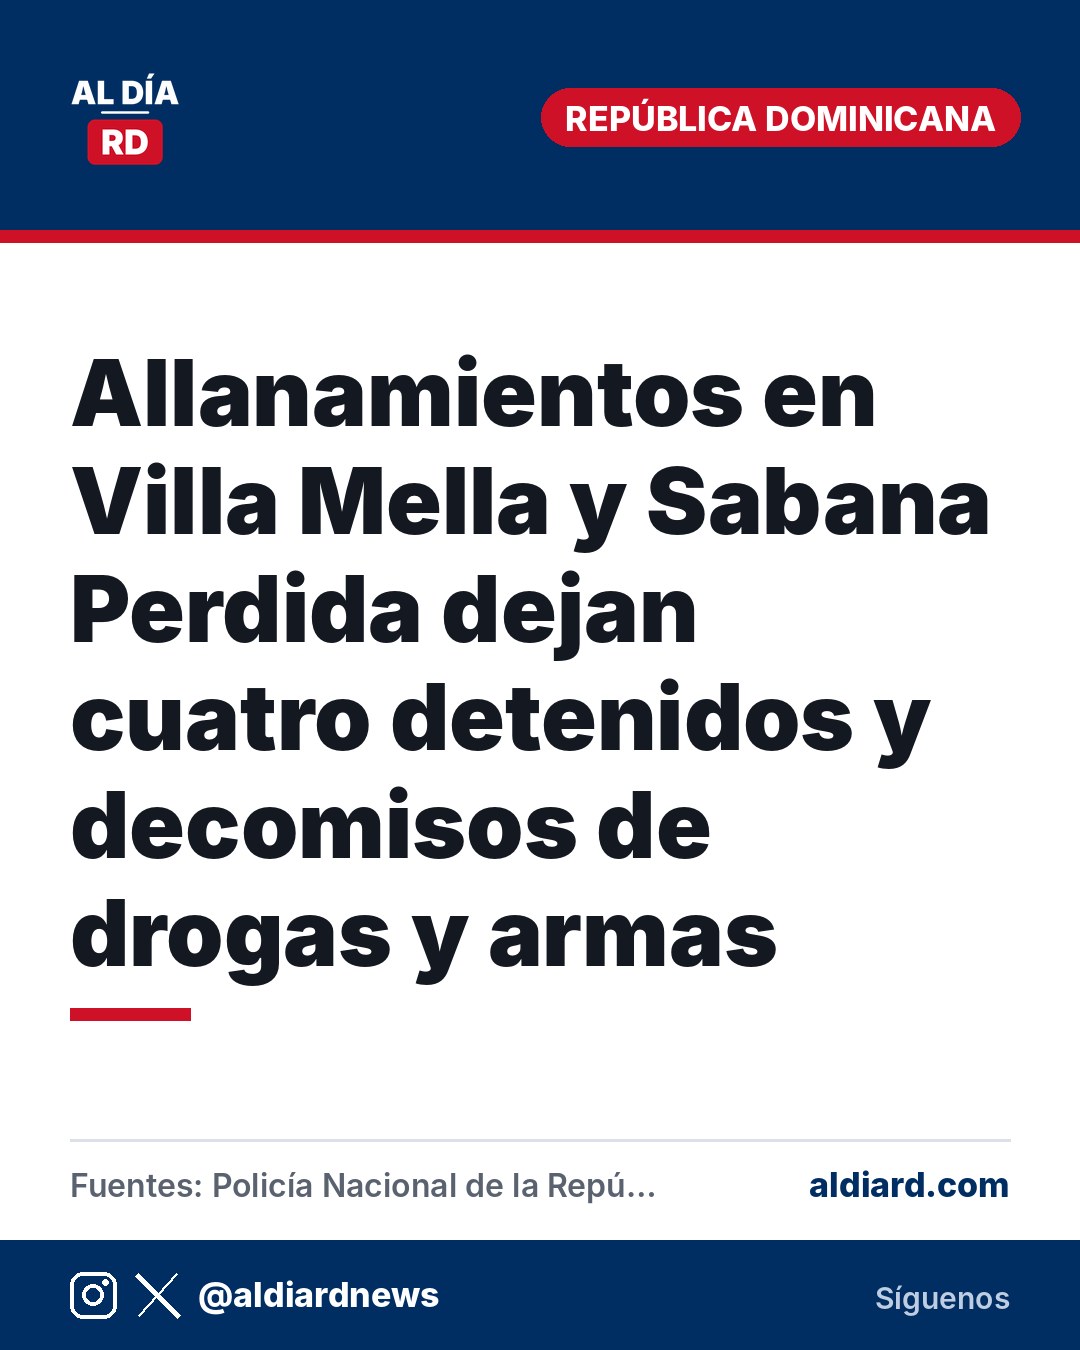 AL DÍA
RD
REPÚBLICA DOMINICANA
Allanamientos en
Villa Mella y Sabana
Perdida dejan
cuatro detenidos y
decomisos de
drogas y armas
Fuentes: Policía Nacional de la Repú...
aldiard.com
@aldiardnews
Síguenos